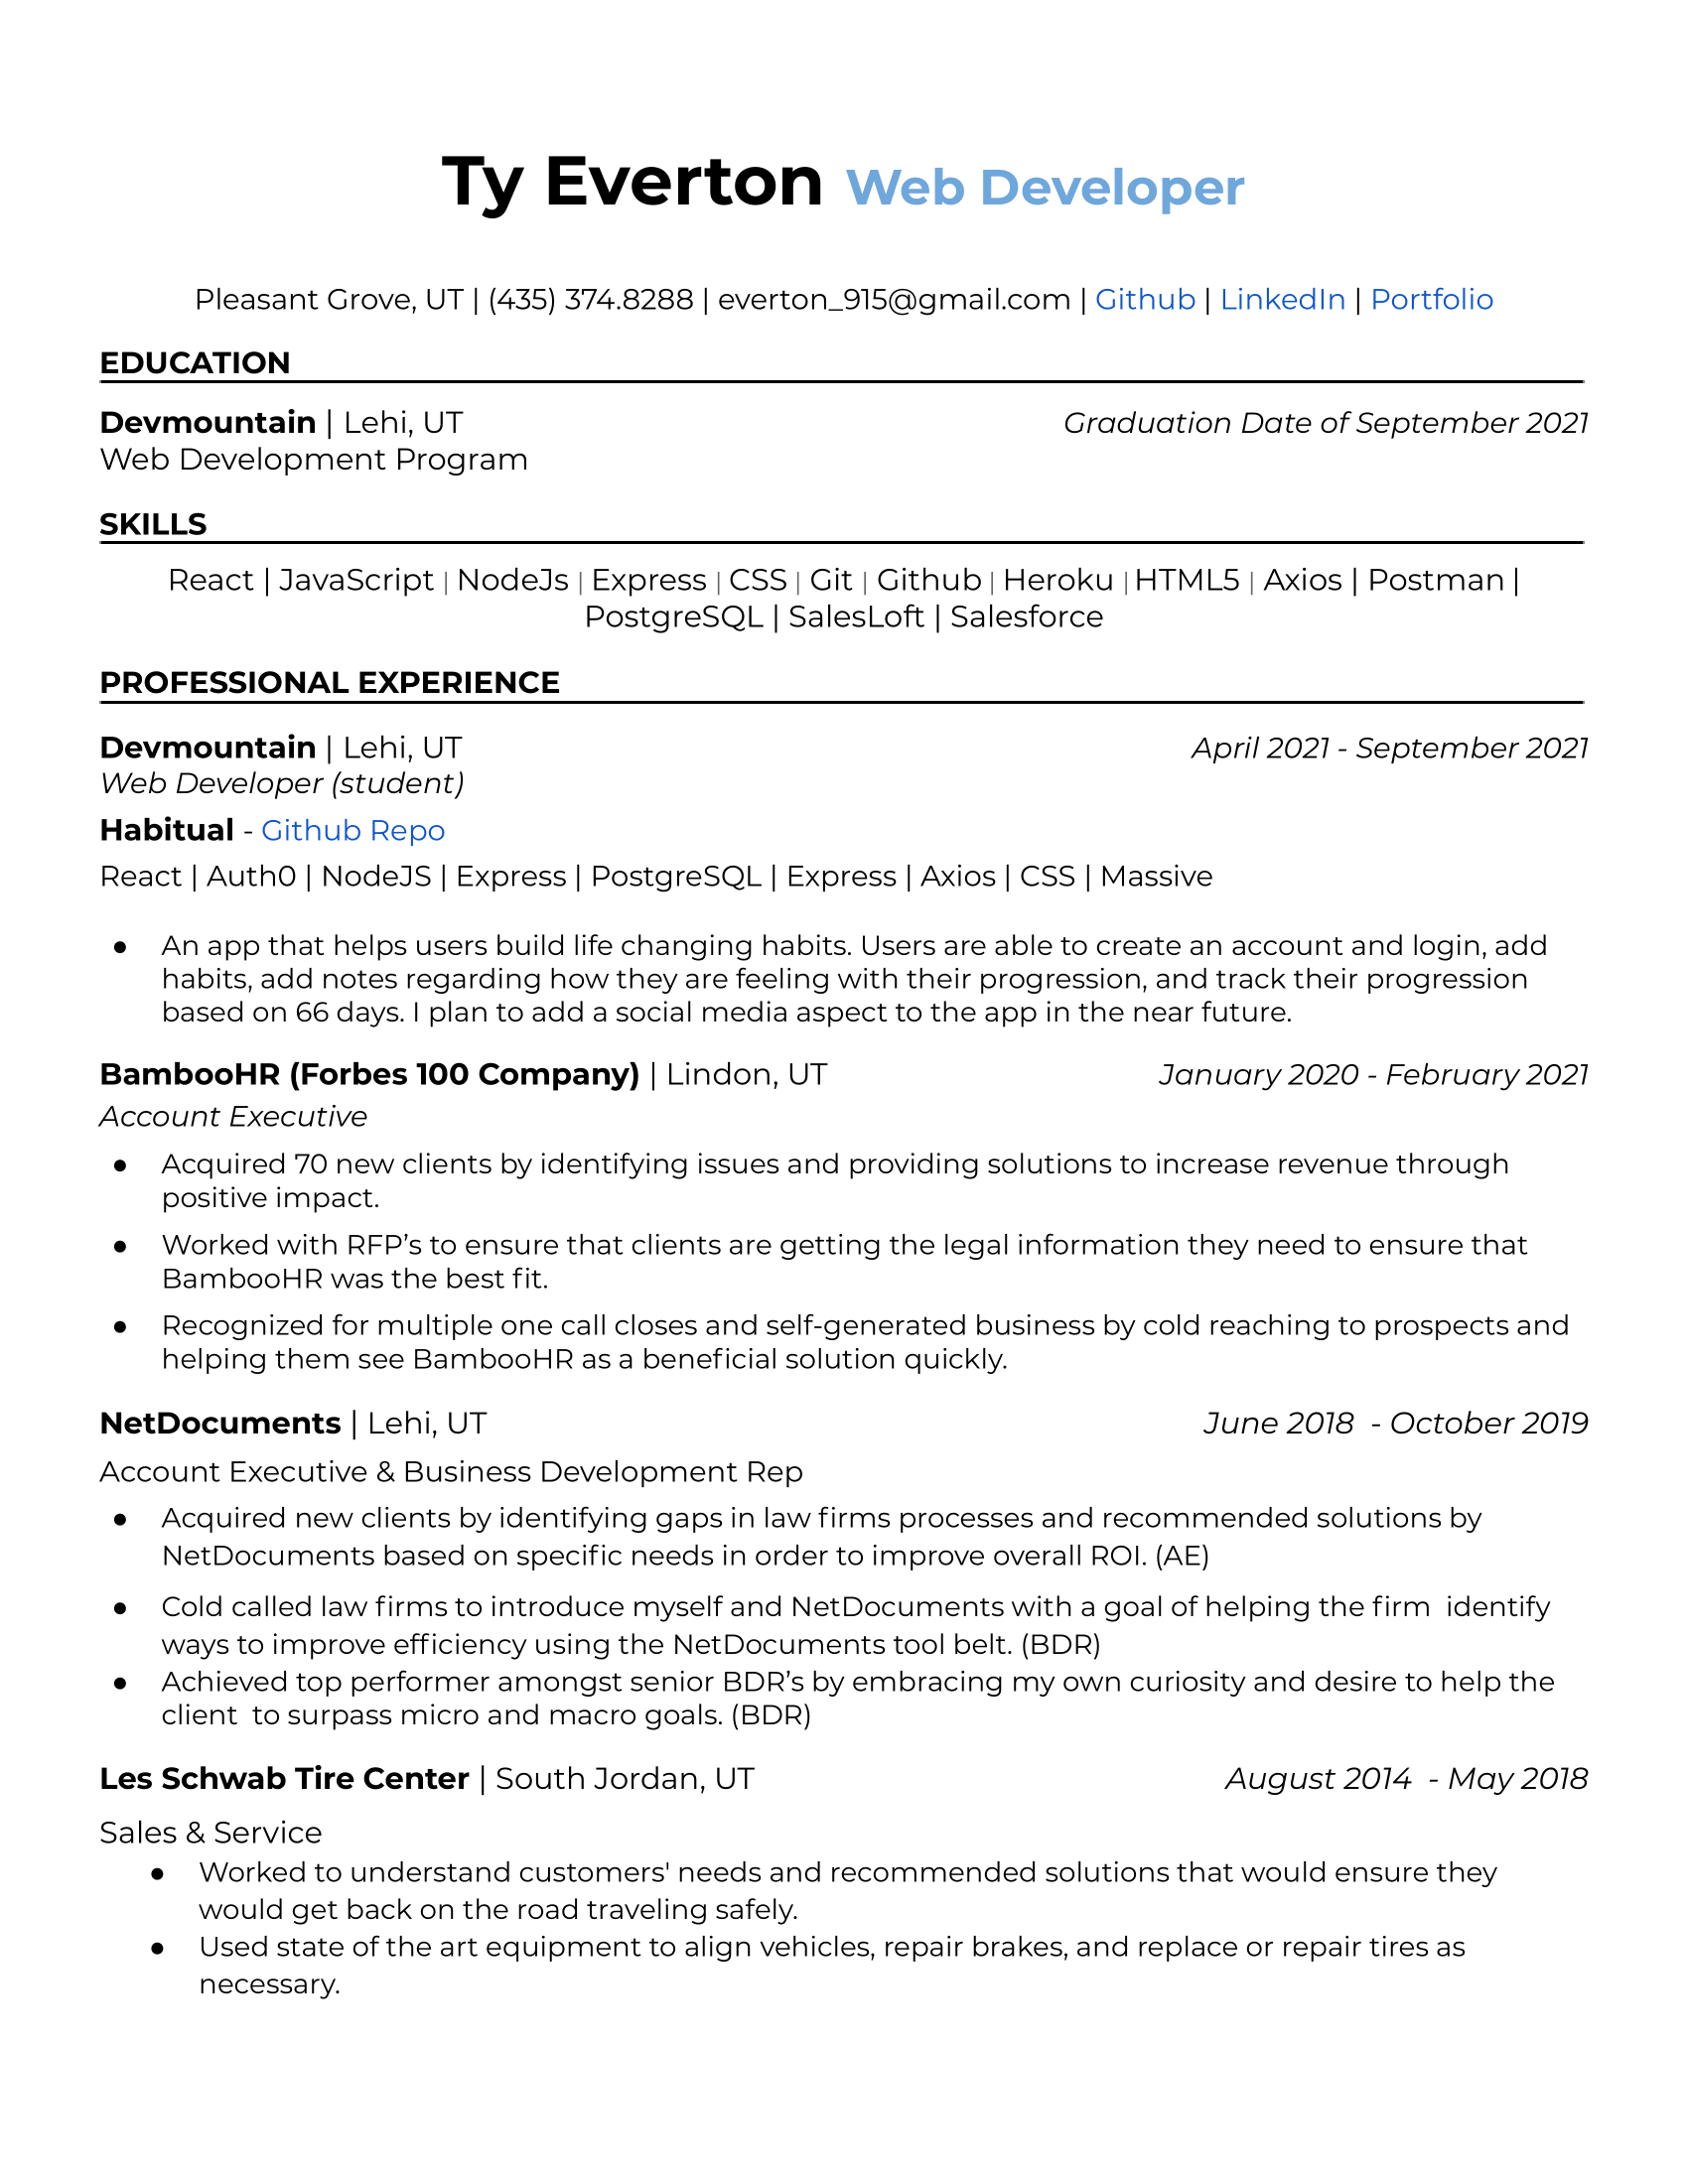 Ty Everton Web Developer
Pleasant Grove, UT | (435) 374.8288 | everton_915@gmail.com | Github | LinkedIn | Portfolio
EDUCATION
Devmountain | Lehi, UT Graduation Date of September 2021
Web Development Program
SKILLS
React | JavaScript | NodeJs | Express | CSS | Git | Github | Heroku | HTML5 | Axios | Postman |
PostgreSQL | SalesLoft | Salesforce
PROFESSIONAL EXPERIENCE
Devmountain | Lehi, UT April 2021 - September 2021
Web Developer (student)
Habitual - Github Repo
React | Auth0 | NodeJS | Express | PostgreSQL | Express | Axios | CSS | Massive
● An app that helps users build life changing habits. Users are able to create an account and login, add
habits, add notes regarding how they are feeling with their progression, and track their progression
based on 66 days. I plan to add a social media aspect to the app in the near future.
BambooHR (Forbes 100 Company) | Lindon, UT January 2020 - February 2021
Account Executive
● Acquired 70 new clients by identifying issues and providing solutions to increase revenue through
positive impact.
● Worked with RFP’s to ensure that clients are getting the legal information they need to ensure that
BambooHR was the best fit.
● Recognized for multiple one call closes and self-generated business by cold reaching to prospects and
helping them see BambooHR as a beneficial solution quickly.
NetDocuments | Lehi, UT June 2018 - October 2019
Account Executive & Business Development Rep
● Acquired new clients by identifying gaps in law firms processes and recommended solutions by
NetDocuments based on specific needs in order to improve overall ROI. (AE)
● Cold called law firms to introduce myself and NetDocuments with a goal of helping the firm identify
ways to improve efficiency using the NetDocuments tool belt. (BDR)
● Achieved top performer amongst senior BDR’s by embracing my own curiosity and desire to help the
client to surpass micro and macro goals. (BDR)
Les Schwab Tire Center | South Jordan, UT August 2014 - May 2018
Sales & Service
● Worked to understand customers' needs and recommended solutions that would ensure they
would get back on the road traveling safely.
● Used state of the art equipment to align vehicles, repair brakes, and replace or repair tires as
necessary.